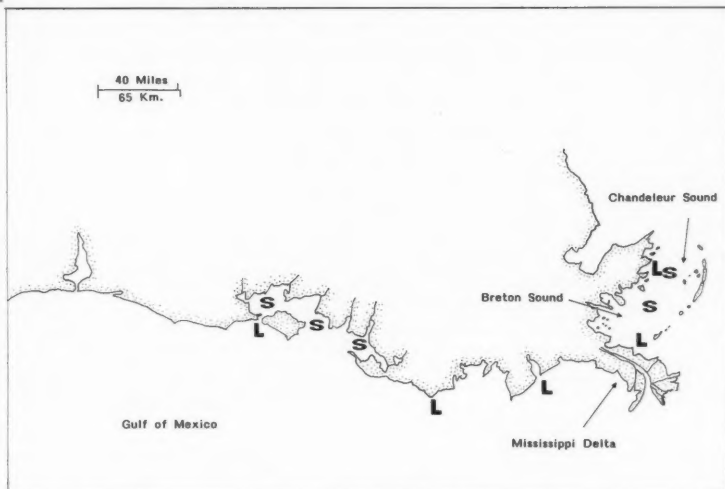 40 Miles
65 Km.
Chandeleur Sound
L S
S
Breton Sound
S
L
S
L
S
L
L
Gulf of Mexico
Mississippi Delta